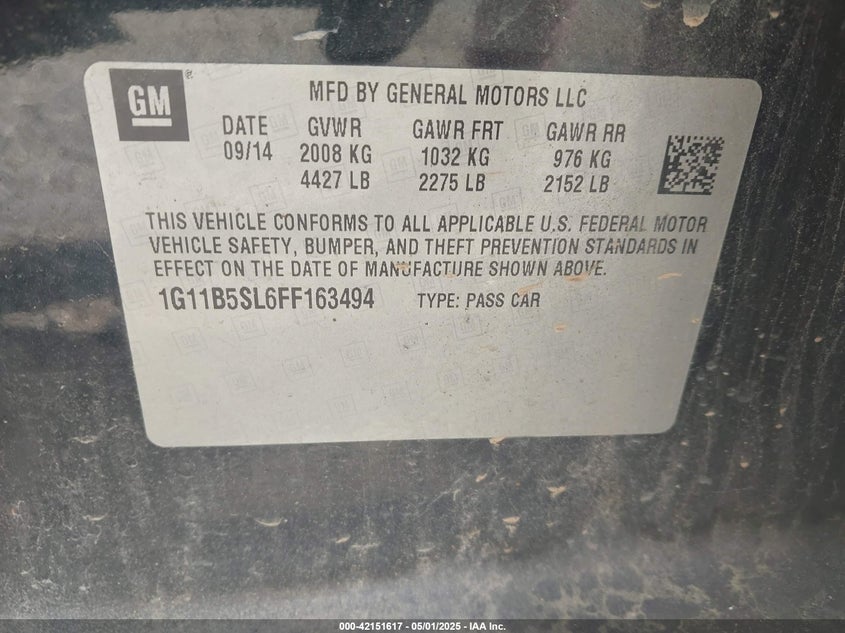 GM
MFD BY GENERAL MOTORS LLC
DATE GVWR GAWR FRT GAWR RR
09/14 2008 KG 1032 KG 976 KG
4427 LB 2275 LB 2152 LB
THIS VEHICLE CONFORMS TO ALL APPLICABLE U.S. FEDERAL MOTOR
VEHICLE SAFETY, BUMPER, AND THEFT PREVENTION STANDARDS IN
EFFECT ON THE DATE OF MANUFACTURE SHOWN ABOVE.
1G11B5SL6FF163494 TYPE: PASS CAR
000-42151617 - 05/01/2025 - IAA Inc.